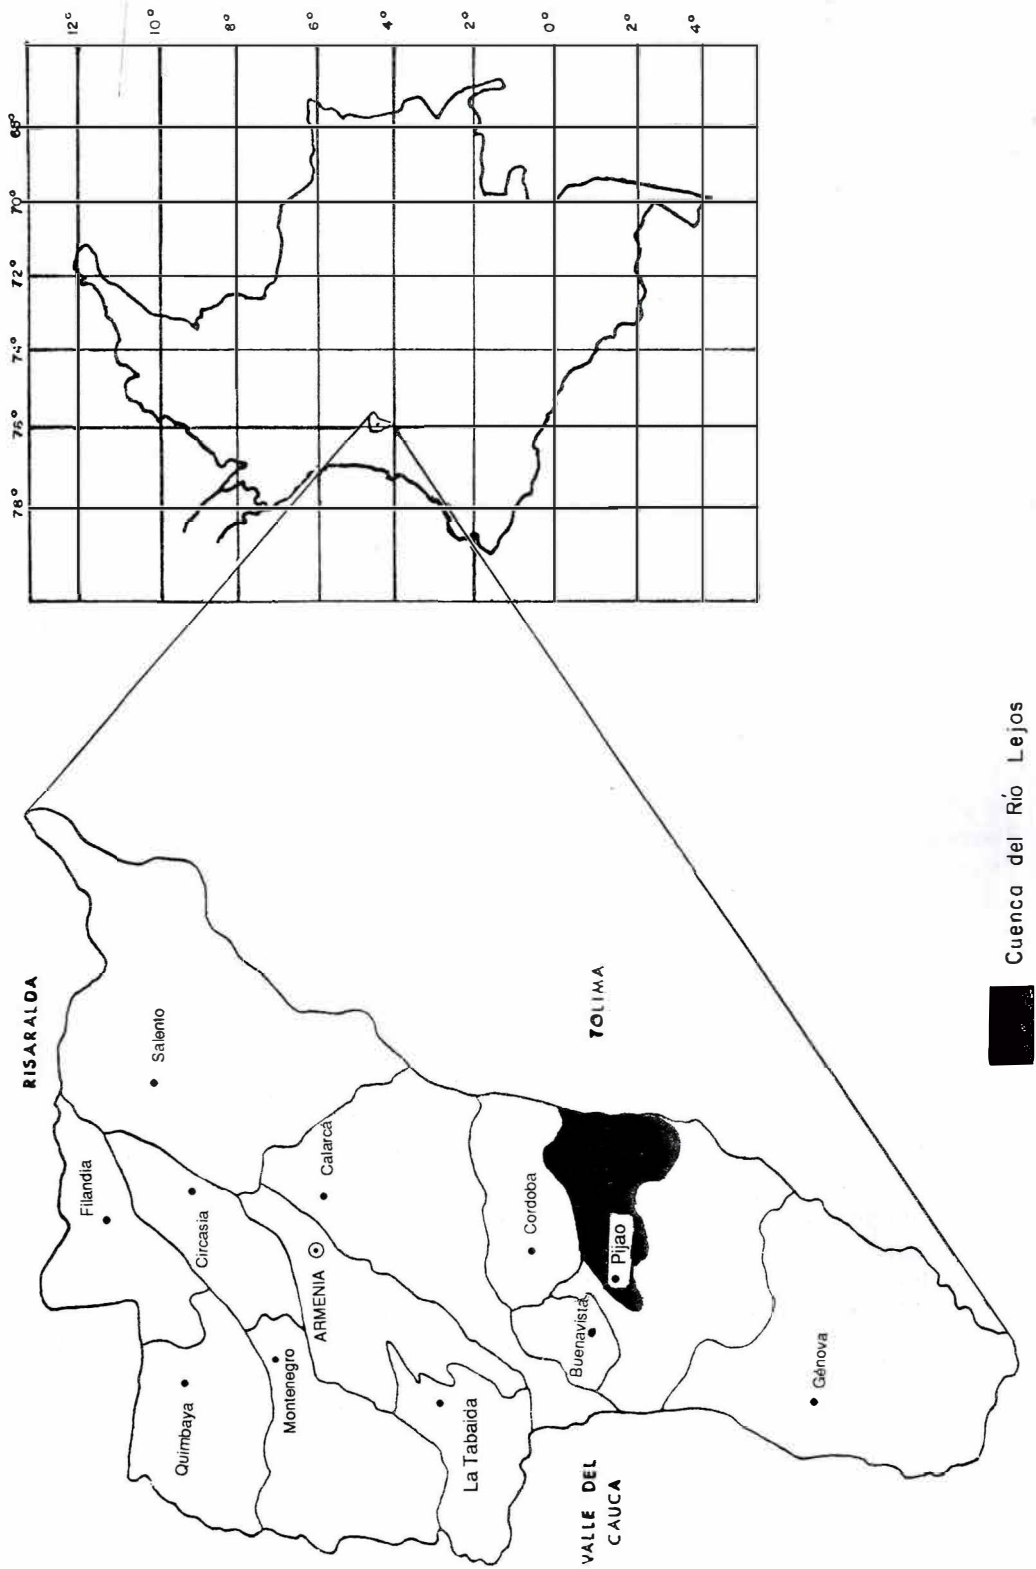 12°
10°
8°
6°
4°
2°
0°
2°
4°
68°
70°
72°
74°
76°
78°
RISARALDA
Salento
Filandia
Circasia
Calarcá
ARMENIA
Quimbaya
Montenegro
La Tabaida
Cordoba
Pijao
Buenavista
Génova
TOLIMA
VALLE DEL
CAUCA
Cuenca del Río Lejos